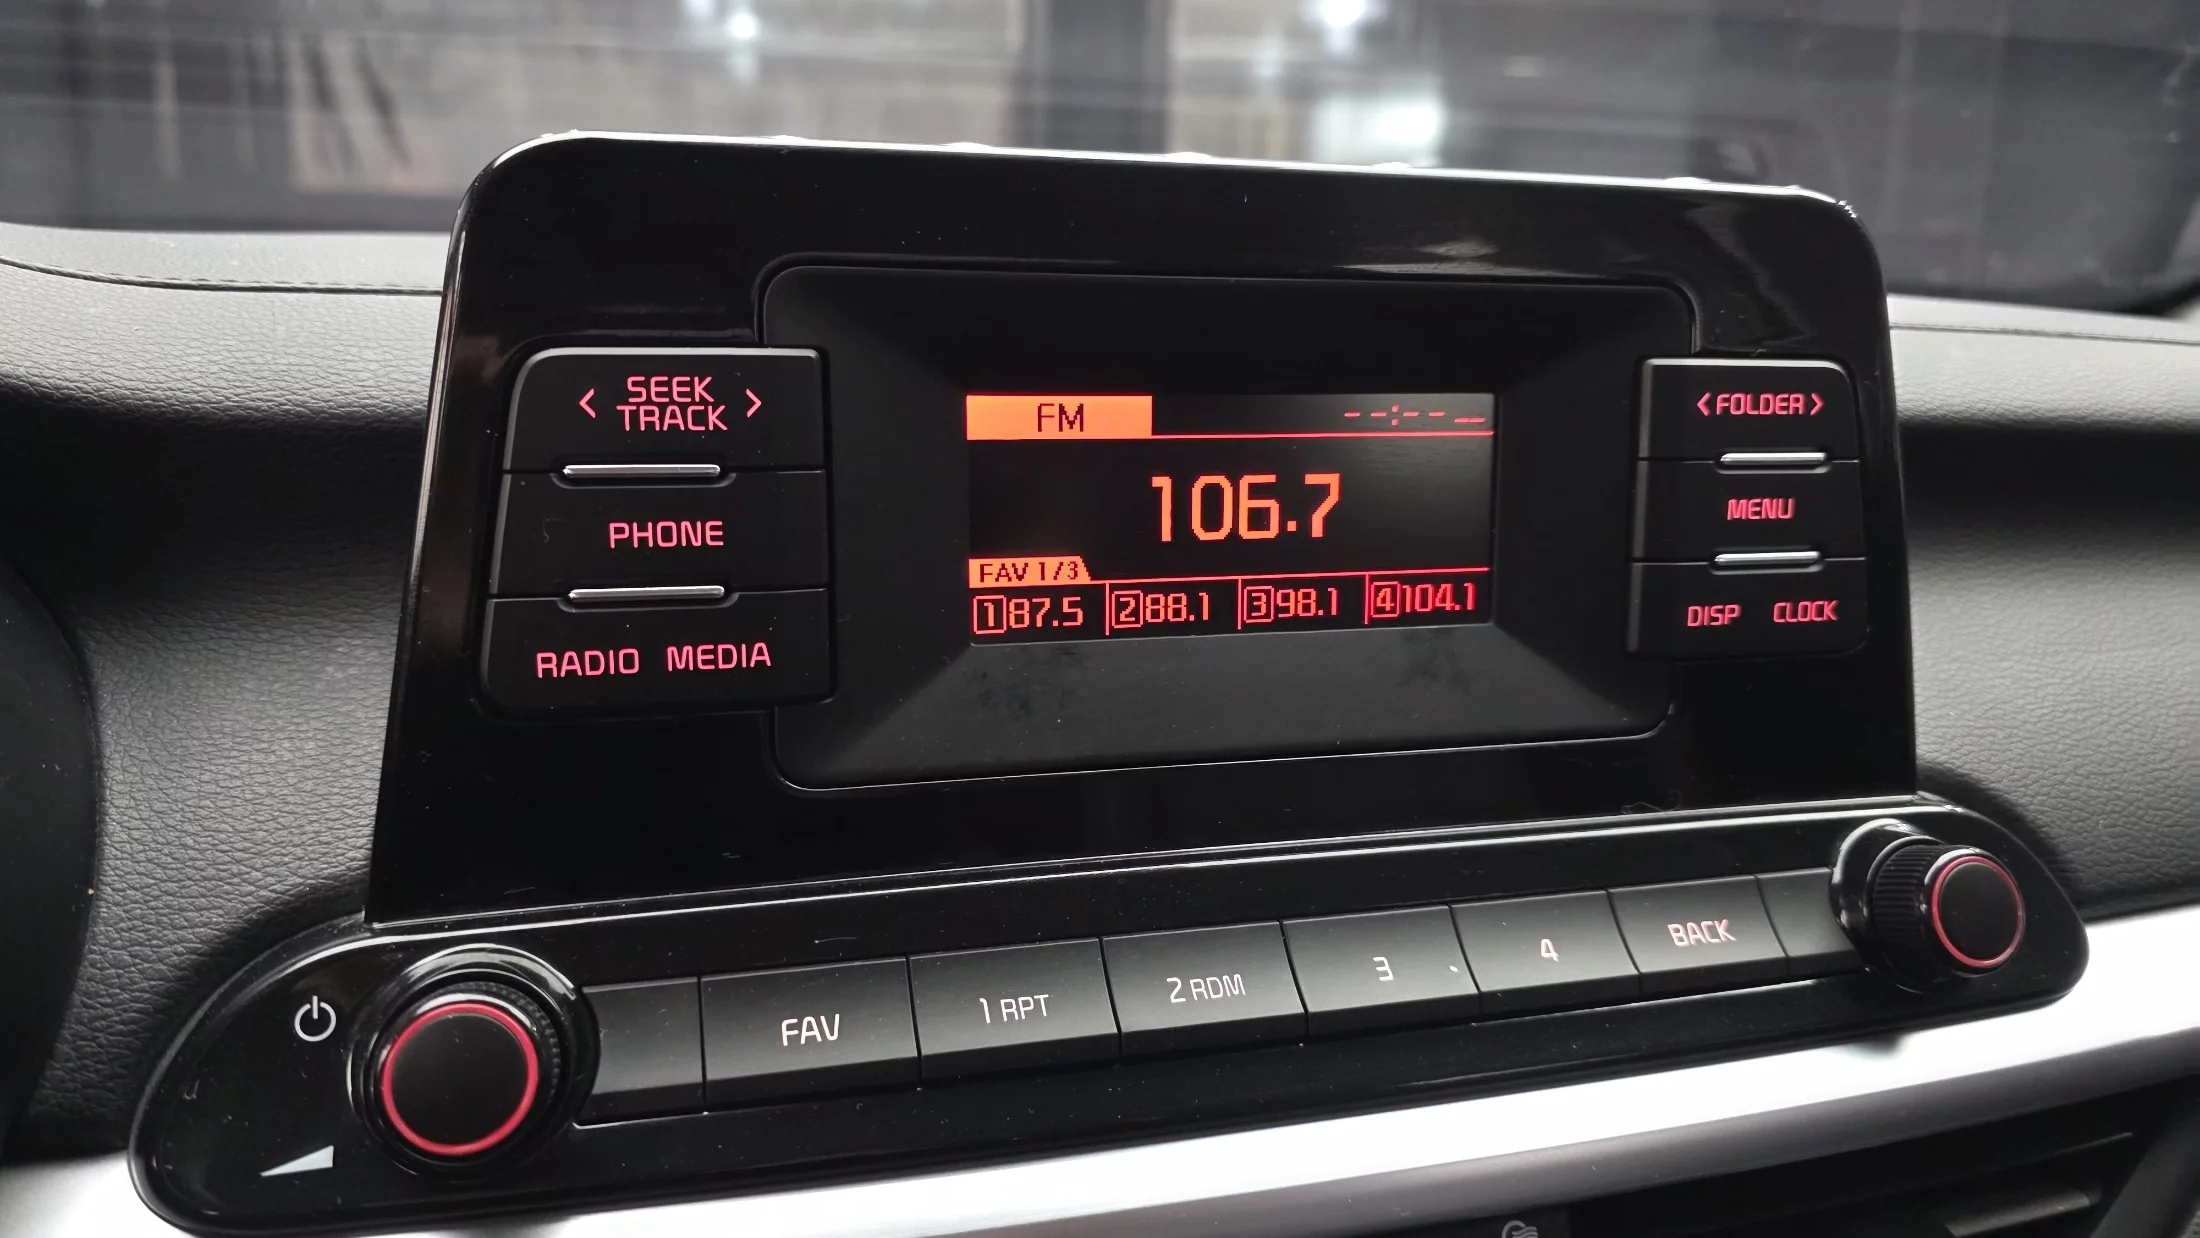 < SEEK TRACK >
PHONE
RADIO MEDIA
FM --:-- __
106.7
FAV 1/3
1 87.5 2 88.1 3 98.1 4 104.1
< FOLDER >
MENU
DISP CLOCK
FAV 1 RPT 2 RDM 3 4 BACK